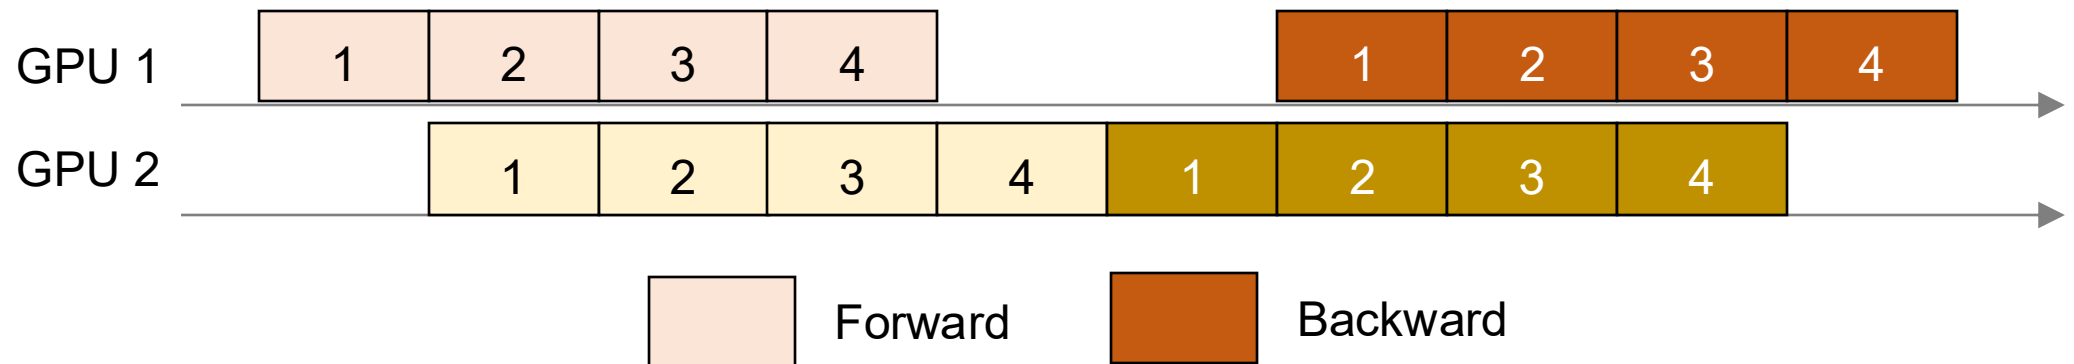 GPU 1 1 2 3 4 1 2 3 4
GPU 2 1 2 3 4 1 2 3 4
Forward Backward